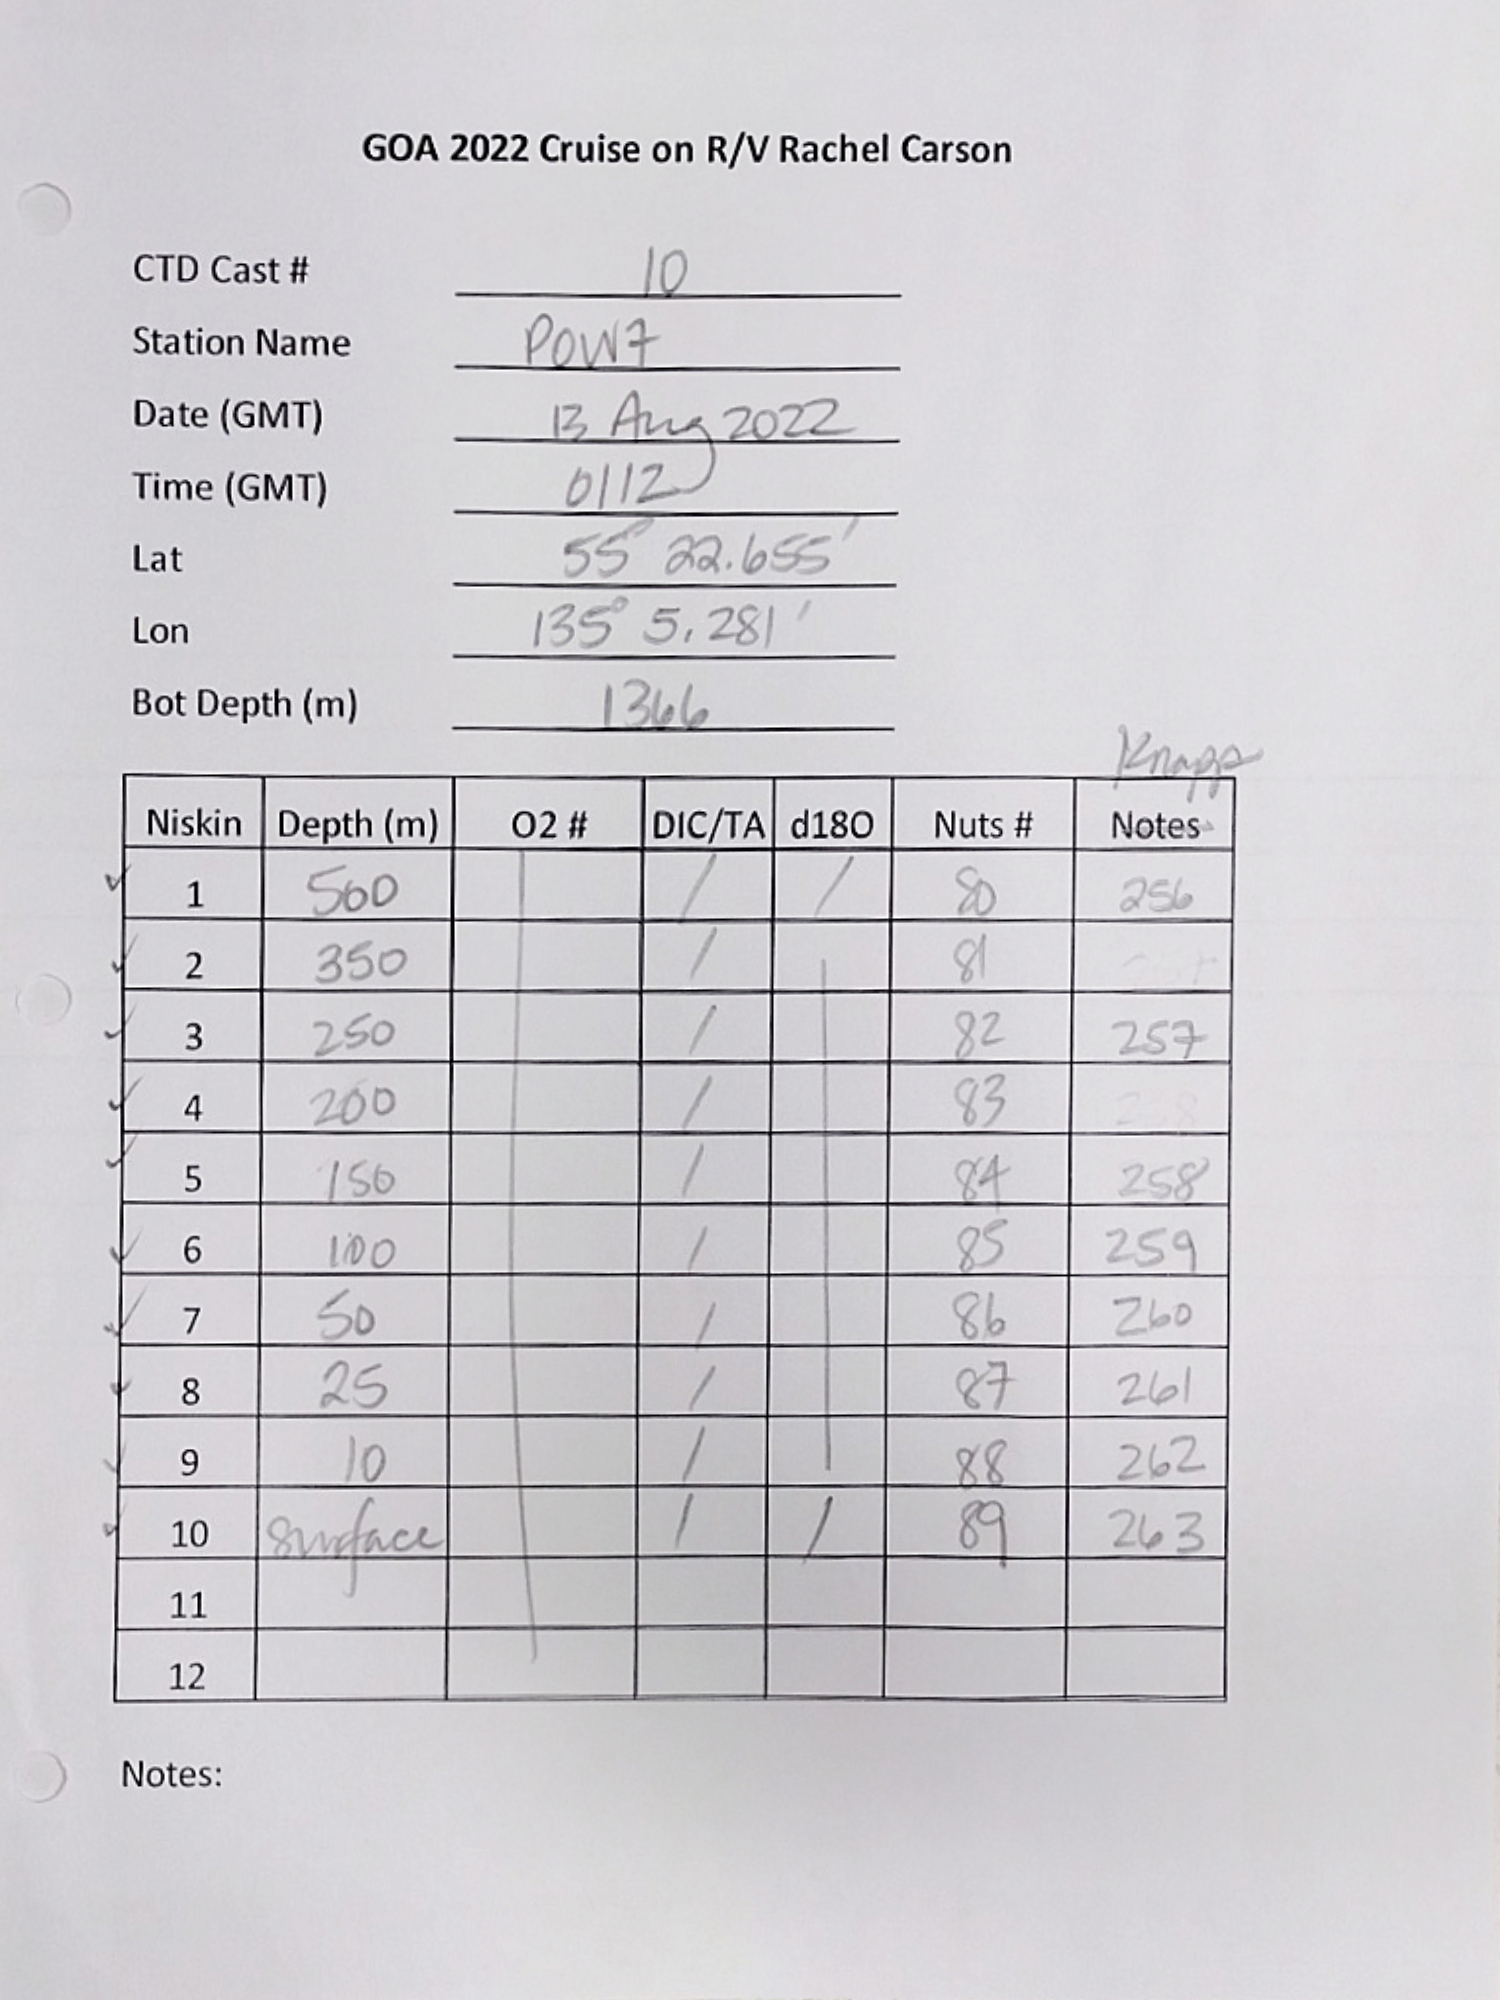 GOA 2022 Cruise on R/V Rachel Carson
CTD Cast # 10
Station Name POW7
Date (GMT) 13 Aug 2022
Time (GMT) 0112
Lat 55° 22.655'
Lon 135° 5.281'
Bot Depth (m) 1366
Knapp
Niskin Depth (m) O2 # DIC/TA d18O Nuts # Notes
✓ 1 500 / / 80 256
✓ 2 350 / 81
✓ 3 250 / 82 257
✓ 4 200 / 83
✓ 5 150 / 84 258
✓ 6 100 / 85 259
✓ 7 50 / 86 260
✓ 8 25 / 87 261
✓ 9 10 / 88 262
✓ 10 surface / / 89 263
11
12
Notes: